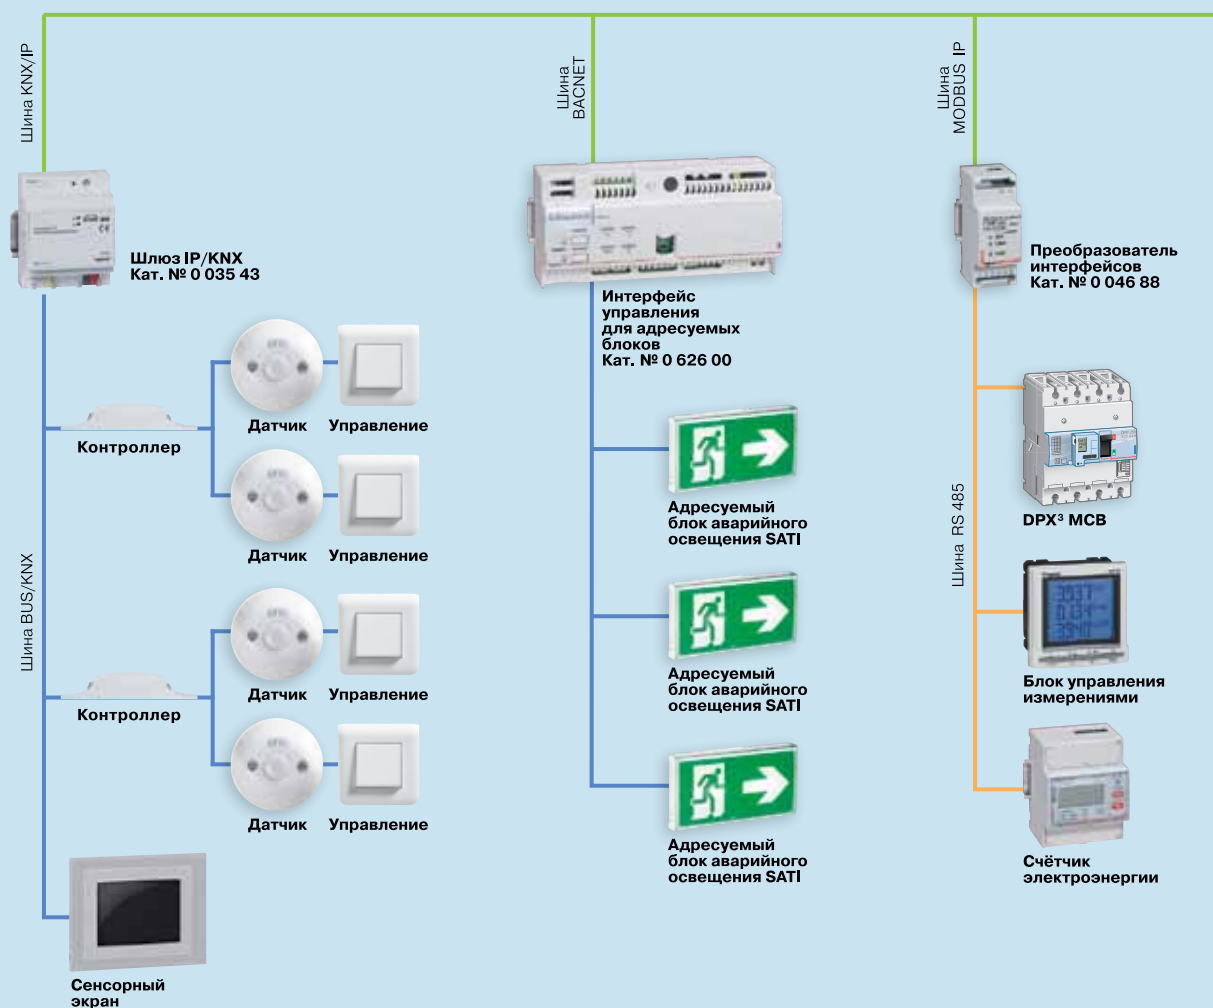 Шина KNX/IP
Шина
BACNET
Шина
MODBUS IP
Шлюз IP/KNX
Кат. № 0 035 43
Интерфейс
управления
для адресуемых
блоков
Кат. № 0 626 00
Преобразователь
интерфейсов
Кат. № 0 046 88
Шина BUS/KNX
Контроллер
Датчик
Управление
Датчик
Управление
Контроллер
Датчик
Управление
Датчик
Управление
Сенсорный
экран
Адресуемый
блок аварийного
освещения SATI
Адресуемый
блок аварийного
освещения SATI
Адресуемый
блок аварийного
освещения SATI
Шина RS 485
DPX³ MCB
Блок управления
измерениями
Счётчик
электроэнергии